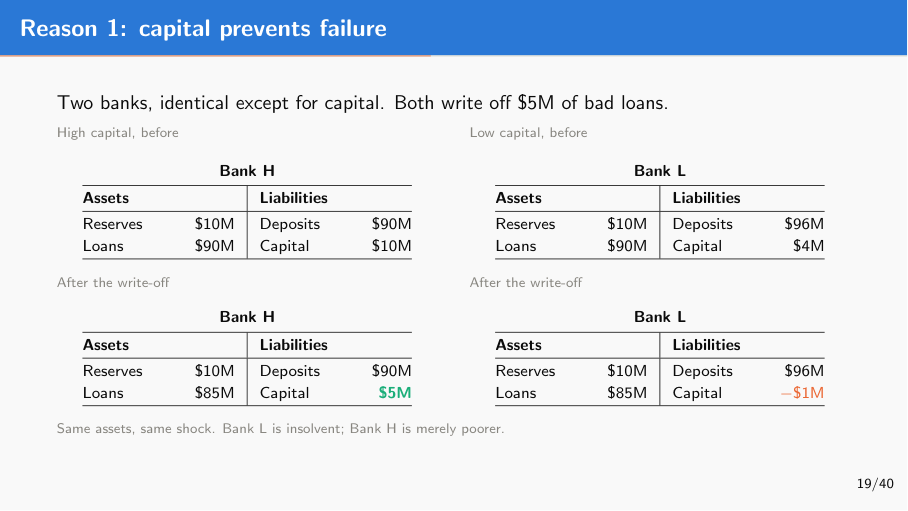 Reason 1: capital prevents failure
Two banks, identical except for capital. Both write off $5M of bad loans.
High capital, before
Bank H
Assets Liabilities
Reserves $10M Deposits $90M
Loans $90M Capital $10M
After the write-off
Bank H
Assets Liabilities
Reserves $10M Deposits $90M
Loans $85M Capital $5M
Low capital, before
Bank L
Assets Liabilities
Reserves $10M Deposits $96M
Loans $90M Capital $4M
After the write-off
Bank L
Assets Liabilities
Reserves $10M Deposits $96M
Loans $85M Capital −$1M
Same assets, same shock. Bank L is insolvent; Bank H is merely poorer.
19/40